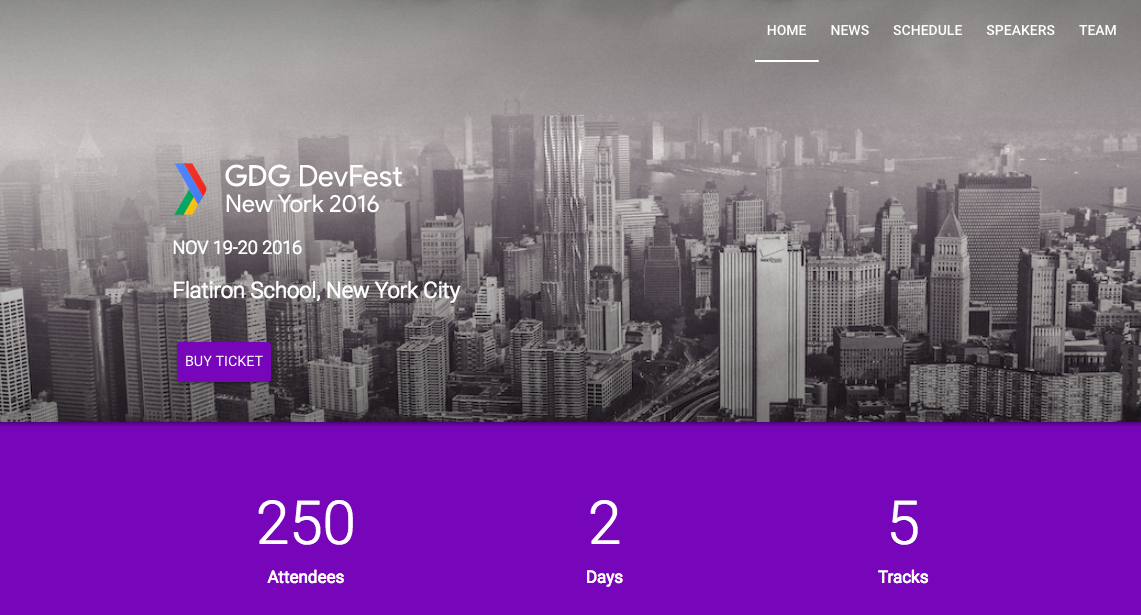 HOME NEWS SCHEDULE SPEAKERS TEAM
GDG DevFest
New York 2016
NOV 19-20 2016
Flatiron School, New York City
BUY TICKET
250 2 5
Attendees Days Tracks